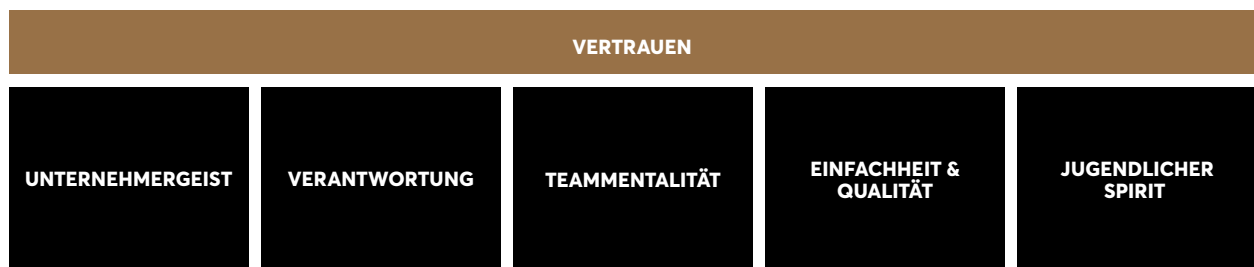 VERTRAUEN
UNTERNEHMERGEIST
VERANTWORTUNG
TEAMMENTALITÄT
EINFACHHEIT &
QUALITÄT
JUGENDLICHER
SPIRIT